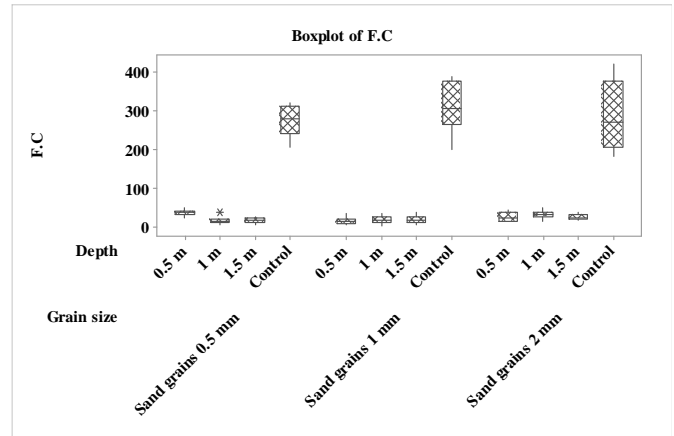 Boxplot of F.C
400
300
200
100
0
F.C
Depth
0.5 m 1 m 1.5 m Control 0.5 m 1 m 1.5 m Control 0.5 m 1 m 1.5 m Control
Grain size
Sand grains 0.5 mm Sand grains 1 mm Sand grains 2 mm